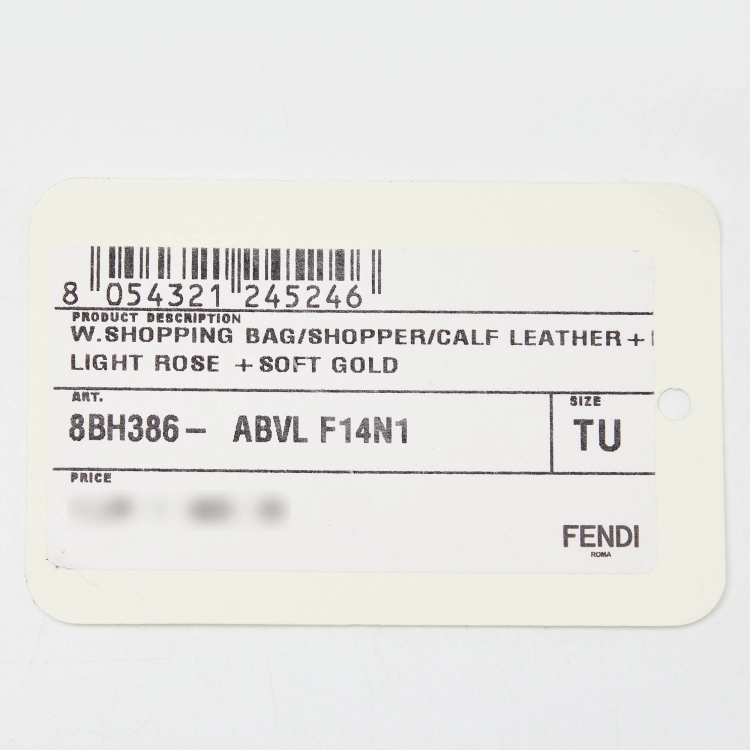 8 054321 245246
PRODUCT DESCRIPTION
W.SHOPPING BAG/SHOPPER/CALF LEATHER+
LIGHT ROSE +SOFT GOLD
ART.
8BH386- ABVL F14N1
SIZE
TU
PRICE
FENDI
ROMA